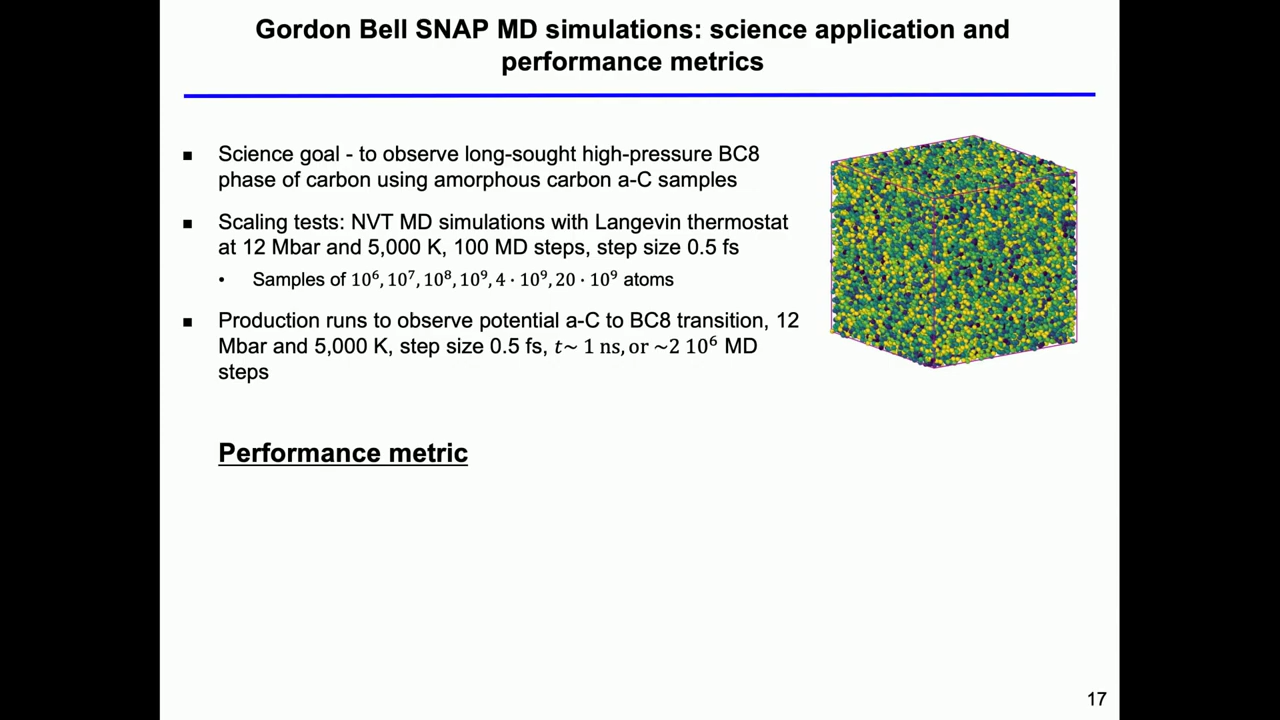 Gordon Bell SNAP MD simulations: science application and
performance metrics
▪ Science goal - to observe long-sought high-pressure BC8
phase of carbon using amorphous carbon a-C samples
▪ Scaling tests: NVT MD simulations with Langevin thermostat
at 12 Mbar and 5,000 K, 100 MD steps, step size 0.5 fs
• Samples of 10⁶, 10⁷, 10⁸, 10⁹, 4 · 10⁹, 20 · 10⁹ atoms
▪ Production runs to observe potential a-C to BC8 transition, 12
Mbar and 5,000 K, step size 0.5 fs, t~ 1 ns, or ~2 10⁶ MD
steps
Performance metric
17